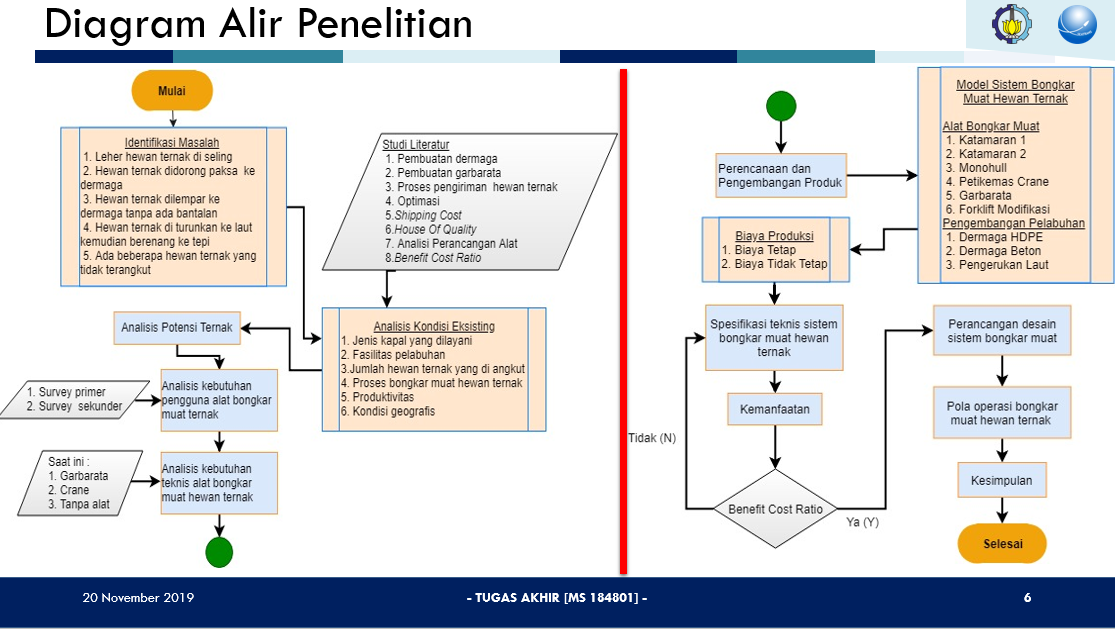 Diagram Alir Penelitian
Mulai
Identifikasi Masalah
1. Leher hewan ternak di seling
2. Hewan ternak didorong paksa ke
dermaga
3. Hewan ternak dilempar ke
dermaga tanpa ada bantalan
4. Hewan ternak di turunkan ke laut
kemudian berenang ke tepi
5. Ada beberapa hewan ternak yang
tidak terangkut
Studi Literatur
1. Pembuatan dermaga
2. Pembuatan garbarata
3. Proses pengiriman hewan ternak
4. Optimasi
5.Shipping Cost
6.House Of Quality
7. Analisi Perancangan Alat
8.Benefit Cost Ratio
Analisis Kondisi Eksisting
1. Jenis kapal yang dilayani
2. Fasilitas pelabuhan
3.Jumlah hewan ternak yang di angkut
4. Proses bongkar muat hewan ternak
5. Produktivitas
6. Kondisi geografis
Analisis Potensi Ternak
1. Survey primer
2. Survey sekunder
Analisis kebutuhan
pengguna alat bongkar
muat ternak
Saat ini :
1. Garbarata
2. Crane
3. Tanpa alat
Analisis kebutuhan
teknis alat bongkar
muat hewan ternak
Perencanaan dan
Pengembangan Produk
Model Sistem Bongkar
Muat Hewan Ternak
Alat Bongkar Muat
1. Katamaran 1
2. Katamaran 2
3. Monohull
4. Petikemas Crane
5. Garbarata
6. Forklift Modifikasi
Pengembangan Pelabuhan
1. Dermaga HDPE
2. Dermaga Beton
3. Pengerukan Laut
Biaya Produksi
1. Biaya Tetap
2. Biaya Tidak Tetap
Spesifikasi teknis sistem
bongkar muat hewan
ternak
Kemanfaatan
Tidak (N)
Benefit Cost Ratio
Ya (Y)
Perancangan desain
sistem bongkar muat
Pola operasi bongkar
muat hewan ternak
Kesimpulan
Selesai
20 November 2019
- TUGAS AKHIR [MS 184801] -
6